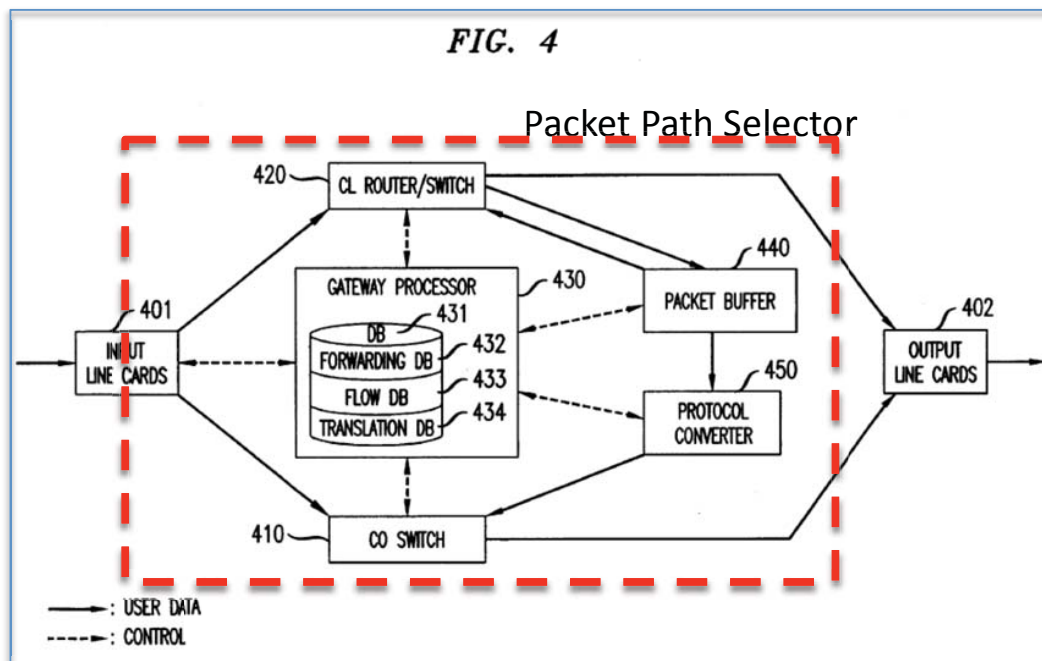 FIG. 4
Packet Path Selector
420
CL ROUTER/SWITCH
440
GATEWAY PROCESSOR
430
PACKET BUFFER
401
INPUT
LINE CARDS
431
DB
FORWARDING DB
432
FLOW DB
433
TRANSLATION DB
434
402
OUTPUT
LINE CARDS
450
PROTOCOL
CONVERTER
410
CO SWITCH
: USER DATA
: CONTROL